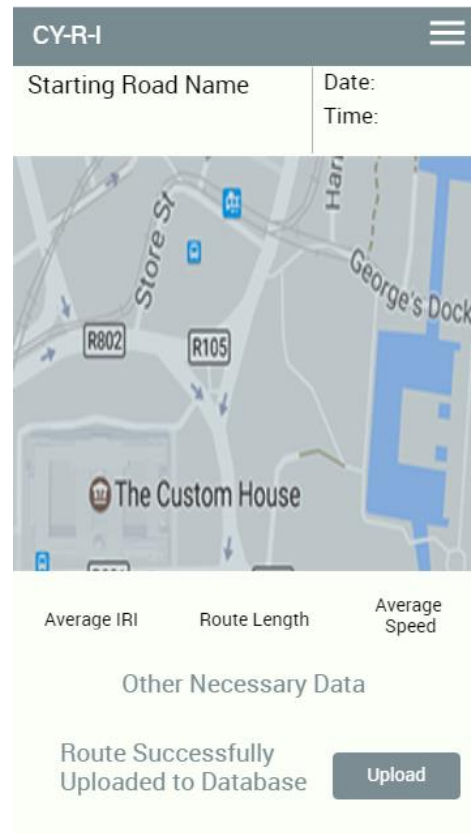 CY-R-I
Starting Road Name
Date:
Time:
Store St
Har
George's Dock
R802
R105
The Custom House
Average IRI
Route Length
Average
Speed
Other Necessary Data
Route Successfully
Uploaded to Database
Upload